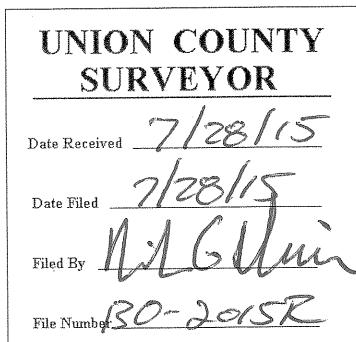 UNION COUNTY
SURVEYOR
Date Received 7/28/15
Date Filed 7/28/15
Filed By
File Number 130-2015R